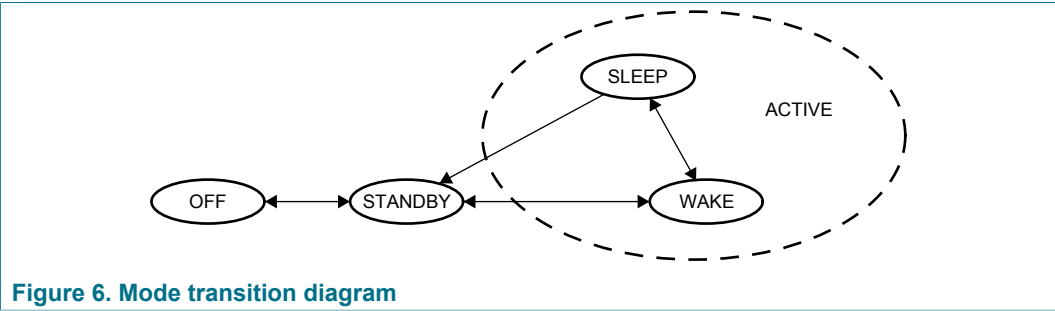 SLEEP
ACTIVE
OFF
STANDBY
WAKE
Figure 6. Mode transition diagram